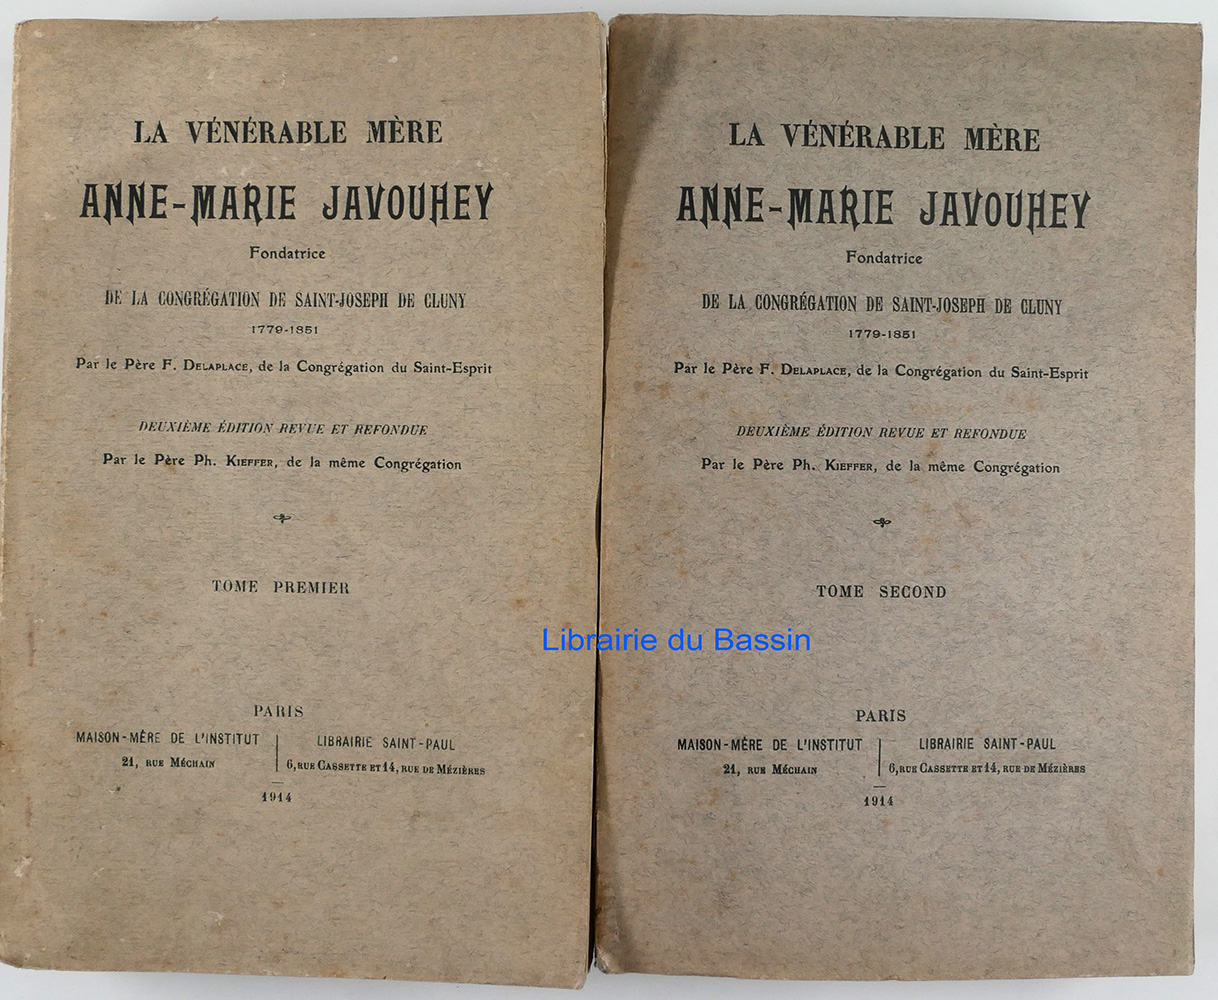 LA VÉNÉRABLE MÈRE
ANNE-MARIE JAVOUHEY
Fondatrice
DE LA CONGRÉGATION DE SAINT-JOSEPH DE CLUNY
1779-1851
Par le Père F. DELAPLACE, de la Congrégation du Saint-Esprit
DEUXIÈME ÉDITION REVUE ET REFONDUE
Par le Père Ph. KIEFFER, de la même Congrégation
TOME PREMIER
PARIS
MAISON-MÈRE DE L'INSTITUT
21, RUE MÉCHAIN
LIBRAIRIE SAINT-PAUL
6, RUE CASSETTE ET 14, RUE DE MÉZIÈRES
1914
LA VÉNÉRABLE MÈRE
ANNE-MARIE JAVOUHEY
Fondatrice
DE LA CONGRÉGATION DE SAINT-JOSEPH DE CLUNY
1779-1851
Par le Père F. DELAPLACE, de la Congrégation du Saint-Esprit
DEUXIÈME ÉDITION REVUE ET REFONDUE
Par le Père Ph. KIEFFER, de la même Congrégation
TOME SECOND
PARIS
MAISON-MÈRE DE L'INSTITUT
21, RUE MÉCHAIN
LIBRAIRIE SAINT-PAUL
6, RUE CASSETTE ET 14, RUE DE MÉZIÈRES
1914
Librairie du Bassin